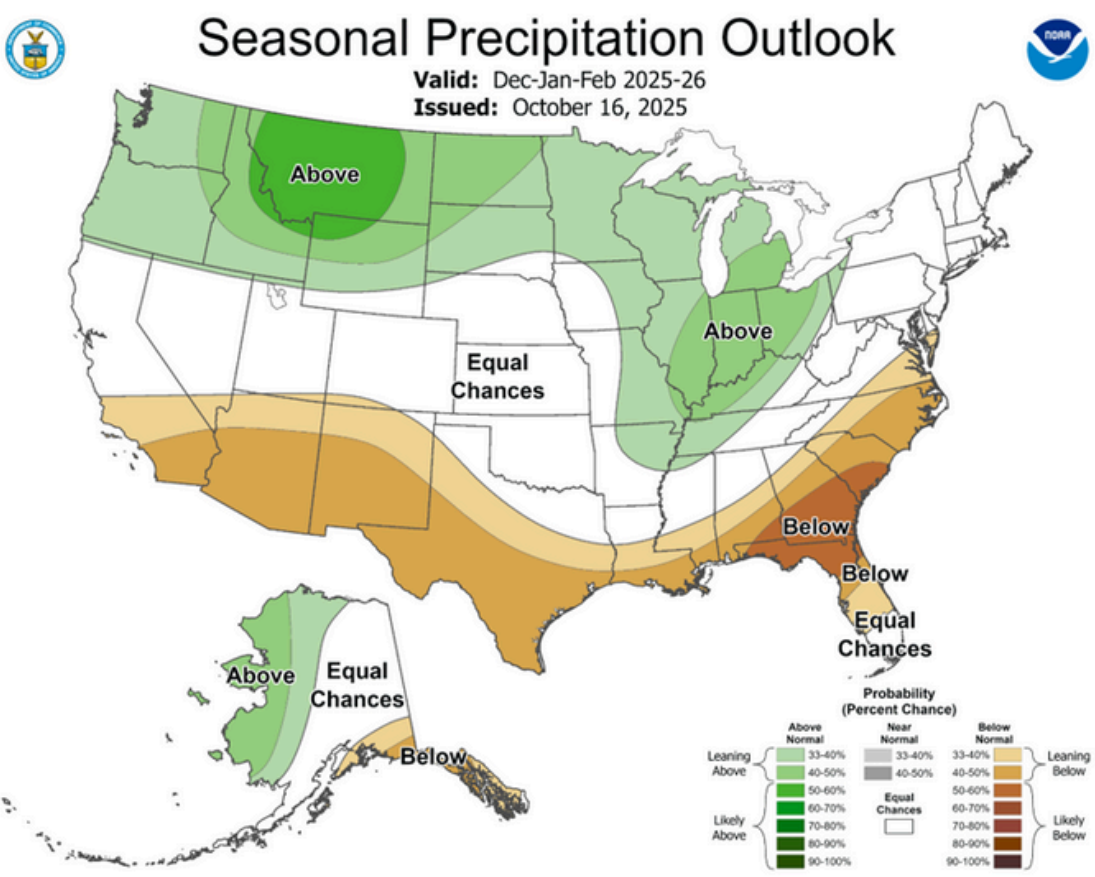 Seasonal Precipitation Outlook
Valid: Dec-Jan-Feb 2025-26
Issued: October 16, 2025
NOAA
Above
Above
Equal
Chances
Below
Below
Equal
Chances
Above
Equal
Chances
Below
Probability
(Percent Chance)
Above
Normal
Near
Normal
Below
Normal
Leaning
Above
33-40%
40-50%
33-40%
40-50%
33-40%
40-50%
Leaning
Below
Likely
Above
50-60%
60-70%
70-80%
80-90%
90-100%
Equal
Chances
50-60%
60-70%
70-80%
80-90%
90-100%
Likely
Below